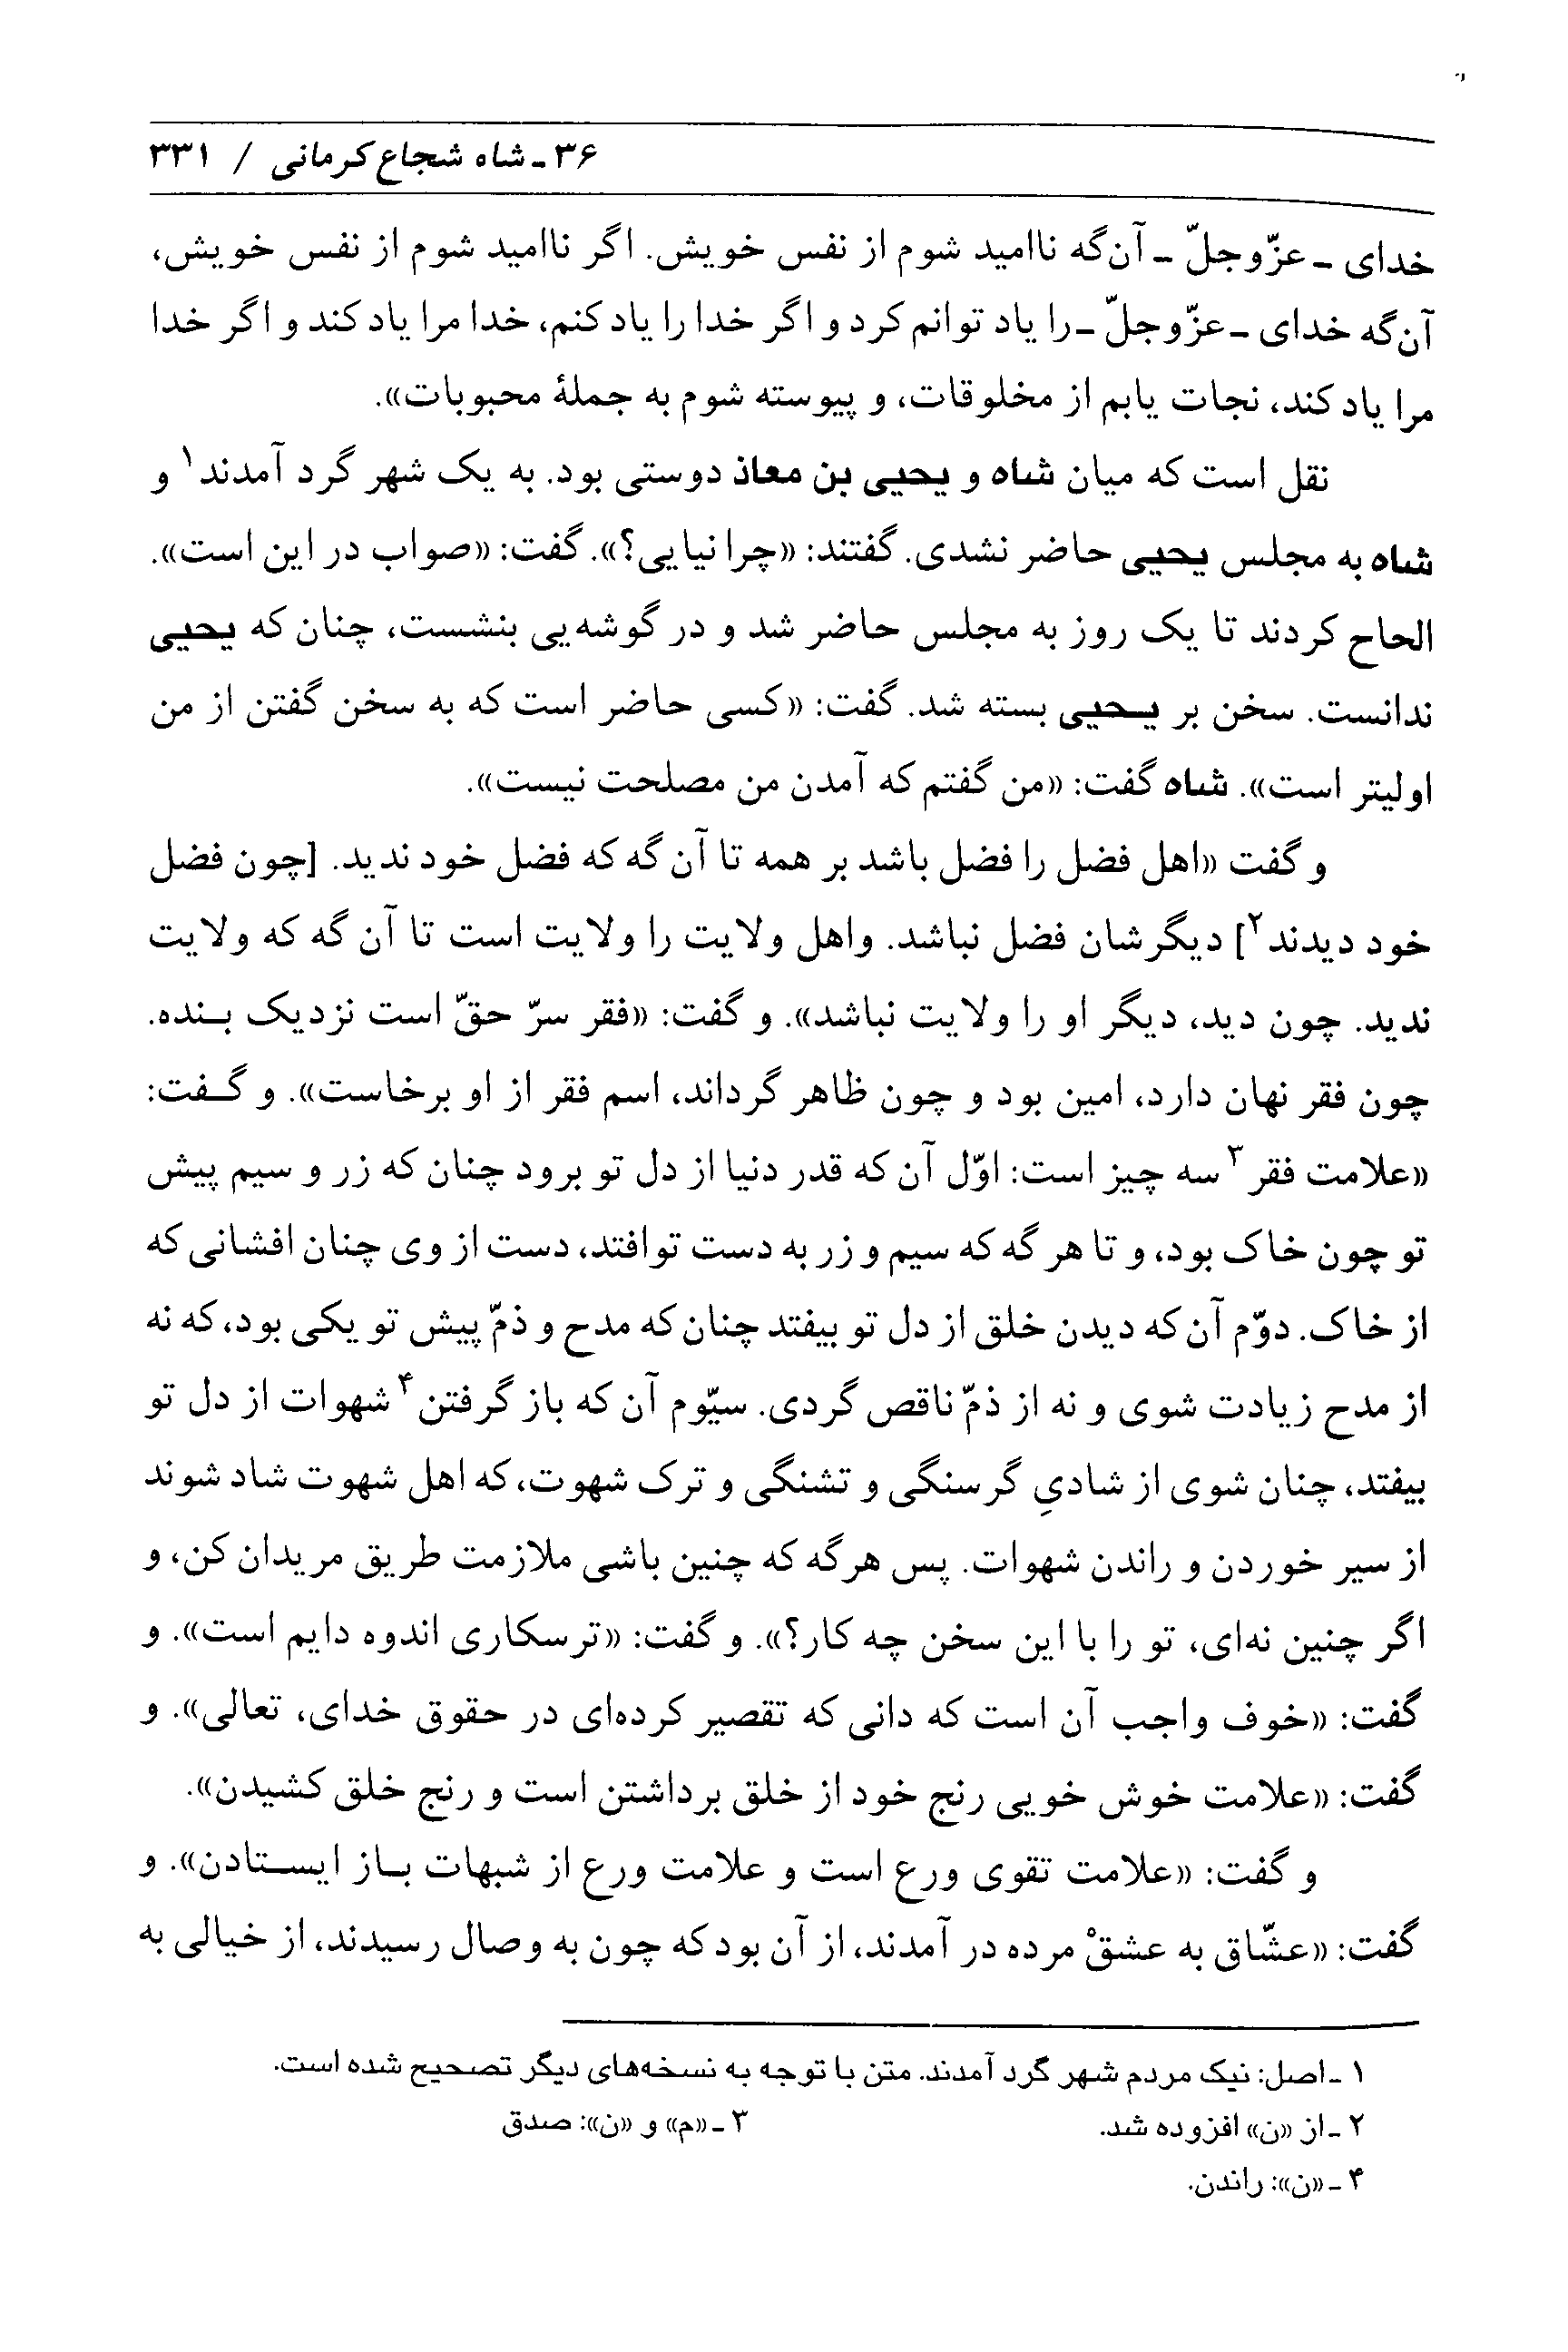 ۳۶ـ شاه شجاع کرمانی / ۳۳۱
خدای ـ عزّوجلّ ـ آن‌گه ناامید شوم از نفس خویش. اگر ناامید شوم از نفس خویش،
آن‌گه خدای ـ عزّوجلّ ـ را یاد توانم کرد و اگر خدا را یاد کنم، خدا مرا یاد کند و اگر خدا
مرا یاد کند، نجات یابم از مخلوقات، و پیوسته شوم به جملهٔ محبوبات».
نقل است که میان شاه و یحیی بن معاذ دوستی بود. به یک شهر گرد آمدند۱ و
شاه به مجلس یحیی حاضر نشدی. گفتند: «چرا نیایی؟». گفت: «صواب در این است».
الحاح کردند تا یک روز به مجلس حاضر شد و در گوشه‌یی بنشست، چنان که یحیی
ندانست. سخن بر یحیی بسته شد. گفت: «کسی حاضر است که به سخن گفتن از من
اولیتر است». شاه گفت: «من گفتم که آمدن من مصلحت نیست».
و گفت «اهل فضل را فضل باشد بر همه تا آن گه که فضل خود ندید. [چون فضل
خود دیدند۲] دیگرشان فضل نباشد. واهل ولایت را ولایت است تا آن گه که ولایت
ندید. چون دید، دیگر او را ولایت نباشد». و گفت: «فقر سرّ حقّ است نزدیک بنده.
چون فقر نهان دارد، امین بود و چون ظاهر گرداند، اسم فقر از او برخاست». و گفت:
«علامت فقر۳ سه چیز است: اوّل آن که قدر دنیا از دل تو برود چنان که زر و سیم پیش
تو چون خاک بود، و تا هر گه که سیم و زر به دست تو افتد، دست از وی چنان افشانی که
از خاک. دوّم آن که دیدن خلق از دل تو بیفتد چنان که مدح و ذمّ پیش تو یکی بود، که نه
از مدح زیادت شوی و نه از ذمّ ناقص گردی. سیّوم آن که باز گرفتن۴ شهوات از دل تو
بیفتد، چنان شوی از شادیِ گرسنگی و تشنگی و ترک شهوت، که اهل شهوت شاد شوند
از سیر خوردن و راندن شهوات. پس هرگه که چنین باشی ملازمت طریق مریدان کن، و
اگر چنین نه‌ای، تو را با این سخن چه کار؟». و گفت: «ترسکاری اندوه دایم است». و
گفت: «خوف واجب آن است که دانی که تقصیر کرده‌ای در حقوق خدای، تعالی». و
گفت: «علامت خوش خویی رنج خود از خلق برداشتن است و رنج خلق کشیدن».
و گفت: «علامت تقوی ورع است و علامت ورع از شبهات باز ایستادن». و
گفت: «عشّاق به عشقْ مرده در آمدند، از آن بود که چون به وصال رسیدند، از خیالی به
۱ ـ اصل: نیک مردم شهر گرد آمدند. متن با توجه به نسخه‌های دیگر تصحیح شده است.
۲ ـ از «ن» افزوده شد. ۳ ـ «م» و «ن»: صدق
۴ ـ «ن»: راندن.